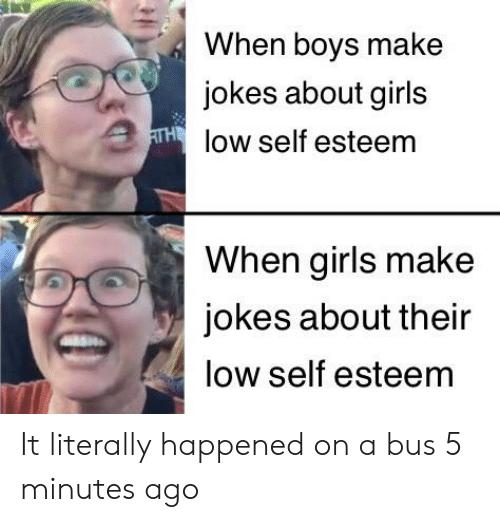 When boys make
jokes about girls
low self esteem
When girls make
jokes about their
low self esteem
It literally happened on a bus 5
minutes ago